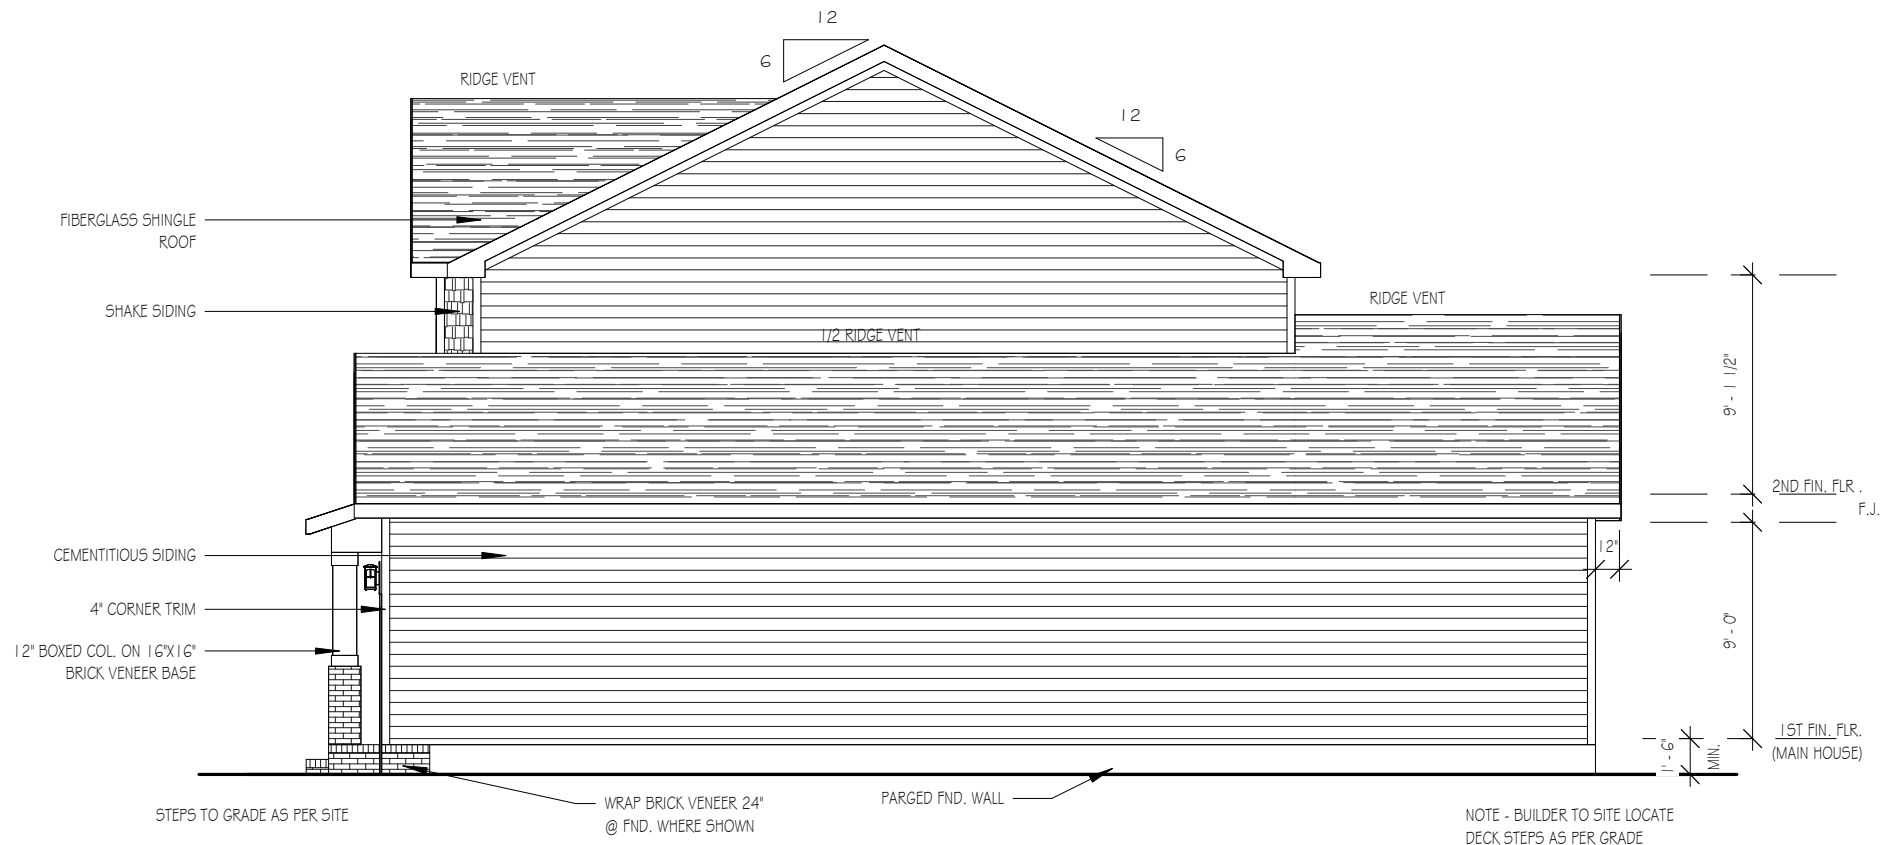 12
6
RIDGE VENT
12
6
FIBERGLASS SHINGLE
ROOF
SHAKE SIDING
RIDGE VENT
1/2 RIDGE VENT
9' - 1 1/2"
2ND FIN. FLR .
F.J.
CEMENTITIOUS SIDING
12"
4" CORNER TRIM
9' - 0"
12" BOXED COL. ON 16"X16"
BRICK VENEER BASE
1ST FIN. FLR.
(MAIN HOUSE)
1' - 6"
MIN.
WRAP BRICK VENEER 24"
@ FND. WHERE SHOWN
PARGED FND. WALL
STEPS TO GRADE AS PER SITE
NOTE - BUILDER TO SITE LOCATE
DECK STEPS AS PER GRADE